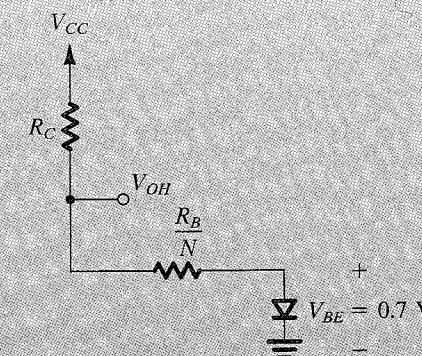 V_CC
R_C
V_OH
R_B
N
+
V_BE = 0.7 V
−